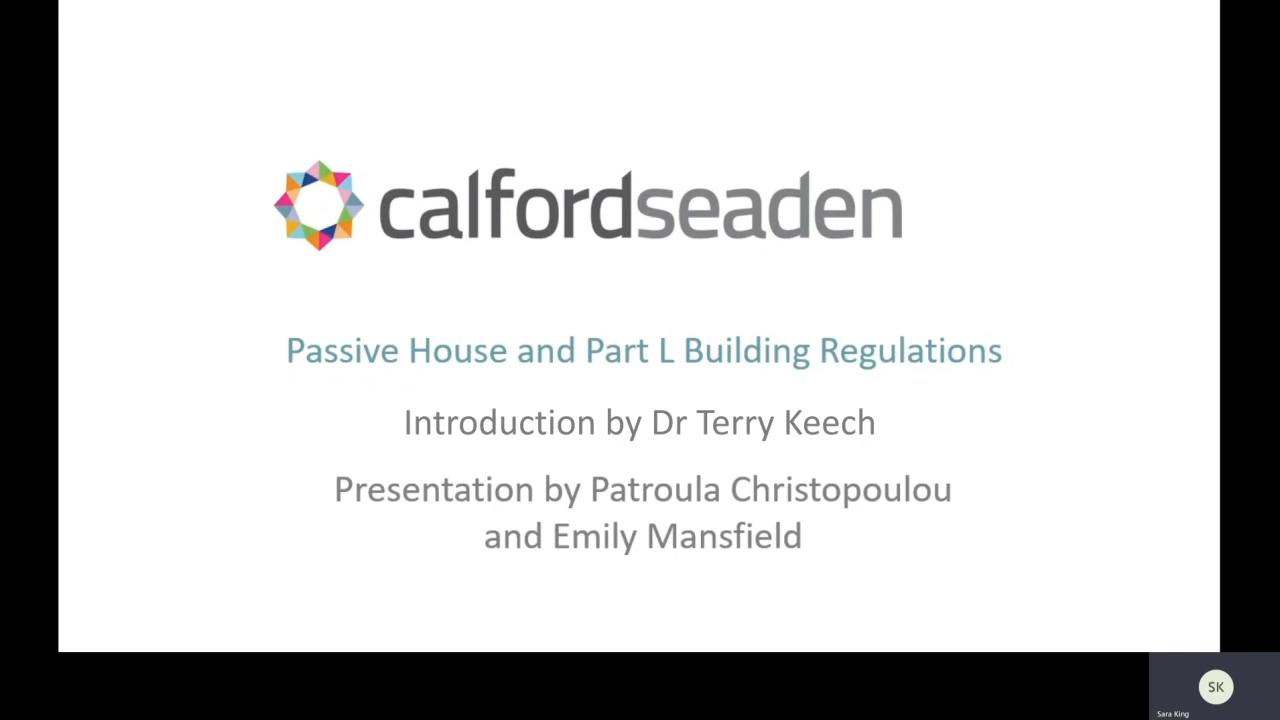 calfordseaden
Passive House and Part L Building Regulations
Introduction by Dr Terry Keech
Presentation by Patroula Christopoulou
and Emily Mansfield
SK
Sara King